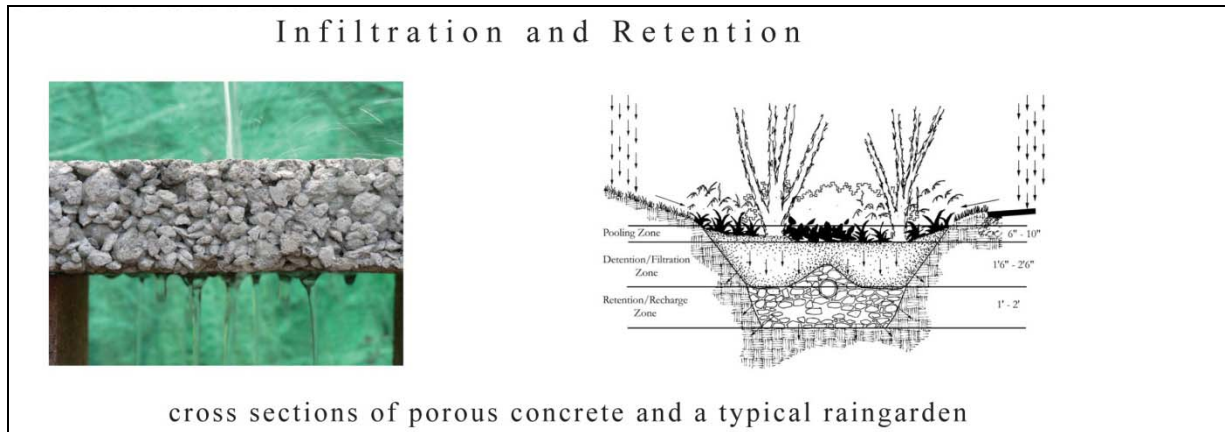 Infiltration and Retention
Pooling Zone
6" - 10"
Detention/Filtration
Zone
1'6" - 2'6"
Retention/Recharge
Zone
1' - 2'
cross sections of porous concrete and a typical raingarden